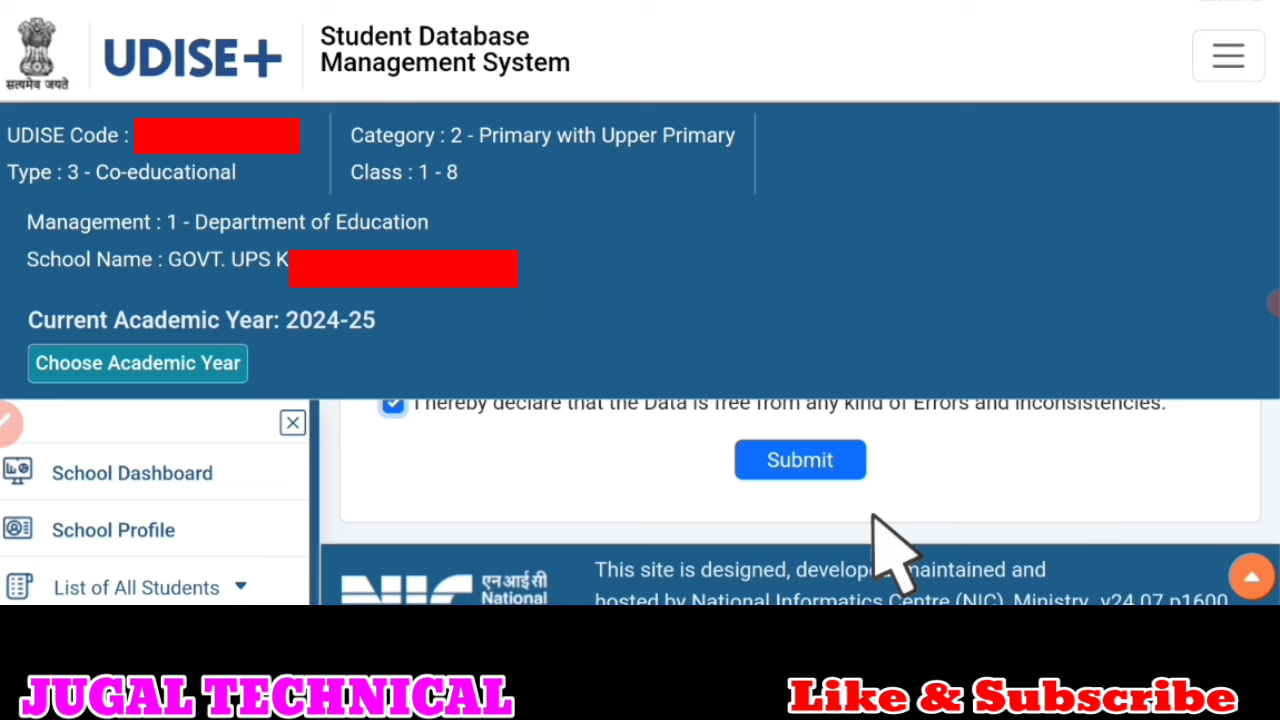 सत्यमेव जयते
UDISE+
Student Database
Management System
UDISE Code :
Category : 2 - Primary with Upper Primary
Type : 3 - Co-educational
Class : 1 - 8
Management : 1 - Department of Education
School Name : GOVT. UPS K
Current Academic Year: 2024-25
Choose Academic Year
I hereby declare that the Data is free from any kind of Errors and Inconsistencies.
Submit
School Dashboard
School Profile
List of All Students
NIC एनआईसी
National
This site is designed, develope maintained and
hosted by National Informatics Centre (NIC), Ministry v24.07.p1600
JUGAL TECHNICAL
Like & Subscribe